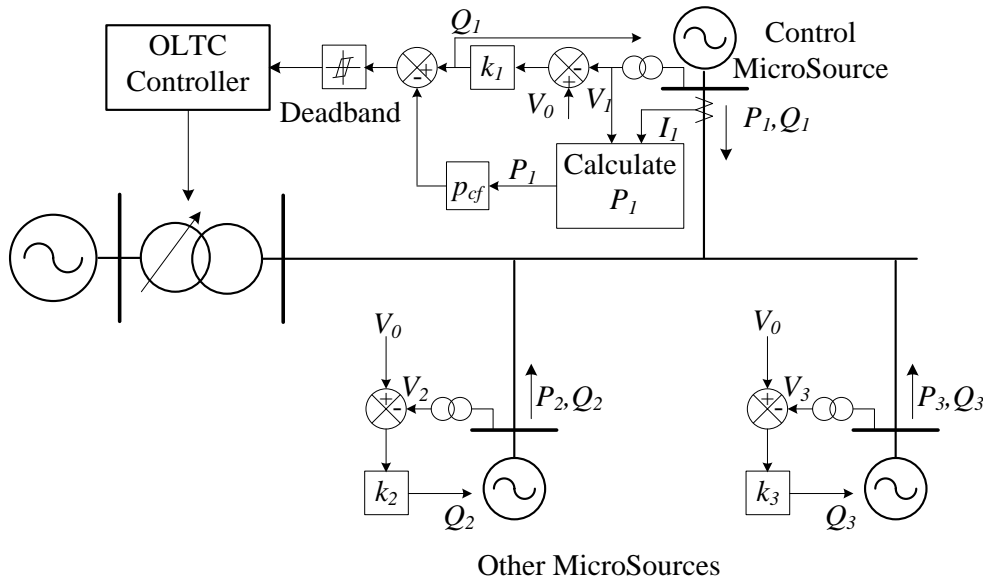 OLTC
Controller
Deadband
Q1
k1
V0
V1
Control
MicroSource
P1,Q1
I1
Calculate
P1
P1
pcf
V0
V2
P2,Q2
k2
Q2
V0
V3
P3,Q3
k3
Q3
Other MicroSources